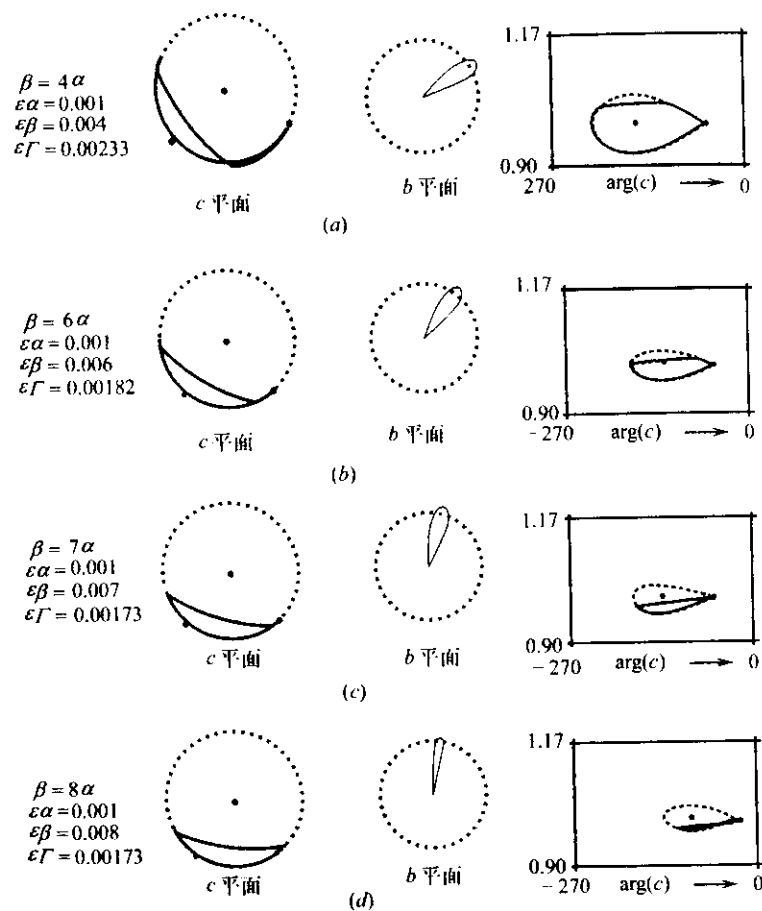 β = 4α
εα = 0.001
εβ = 0.004
εΓ = 0.00233
c 平面
b 平面
1.17
0.90
270 arg(c) → 0
(a)
β = 6α
εα = 0.001
εβ = 0.006
εΓ = 0.00182
c 平面
b 平面
1.17
0.90
−270 arg(c) → 0
(b)
β = 7α
εα = 0.001
εβ = 0.007
εΓ = 0.00173
c 平面
b 平面
1.17
0.90
−270 arg(c) → 0
(c)
β = 8α
εα = 0.001
εβ = 0.008
εΓ = 0.00173
c 平面
b 平面
1.17
0.90
−270 arg(c) → 0
(d)